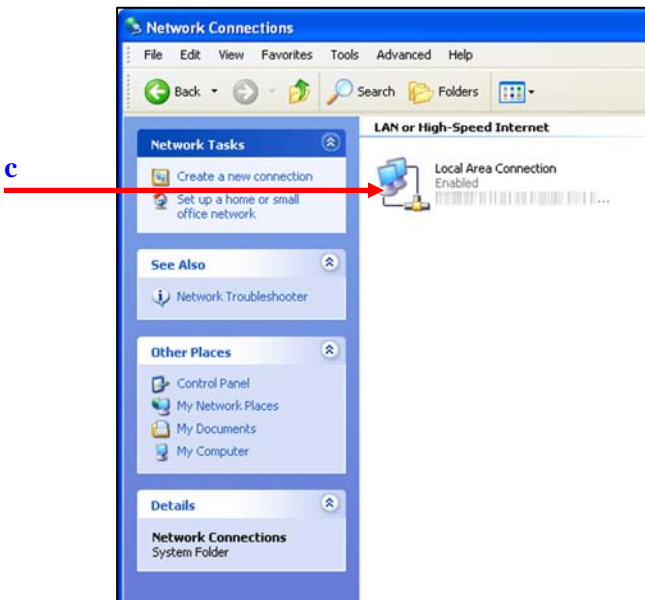 Network Connections
File Edit View Favorites Tools Advanced Help
Back Search Folders
LAN or High-Speed Internet
Network Tasks
Create a new connection
Set up a home or small
office network
c
Local Area Connection
Enabled
...
See Also
Network Troubleshooter
Other Places
Control Panel
My Network Places
My Documents
My Computer
Details
Network Connections
System Folder